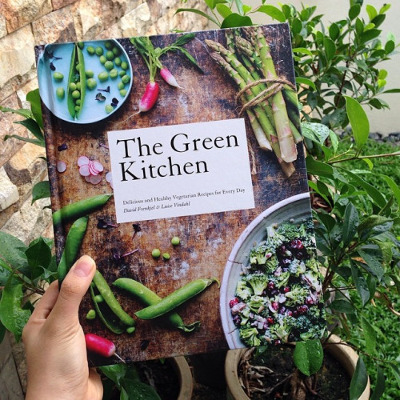 The Green
Kitchen
Delicious and Healthy Vegetarian Recipes for Every Day
David Frenkiel & Luise Vindahl